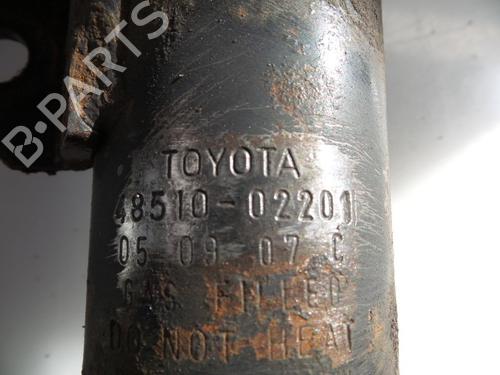 B-PARTS
TOYOTA
48510-02201
05 09 07 C
GAS FILLED
DO NOT HEAT